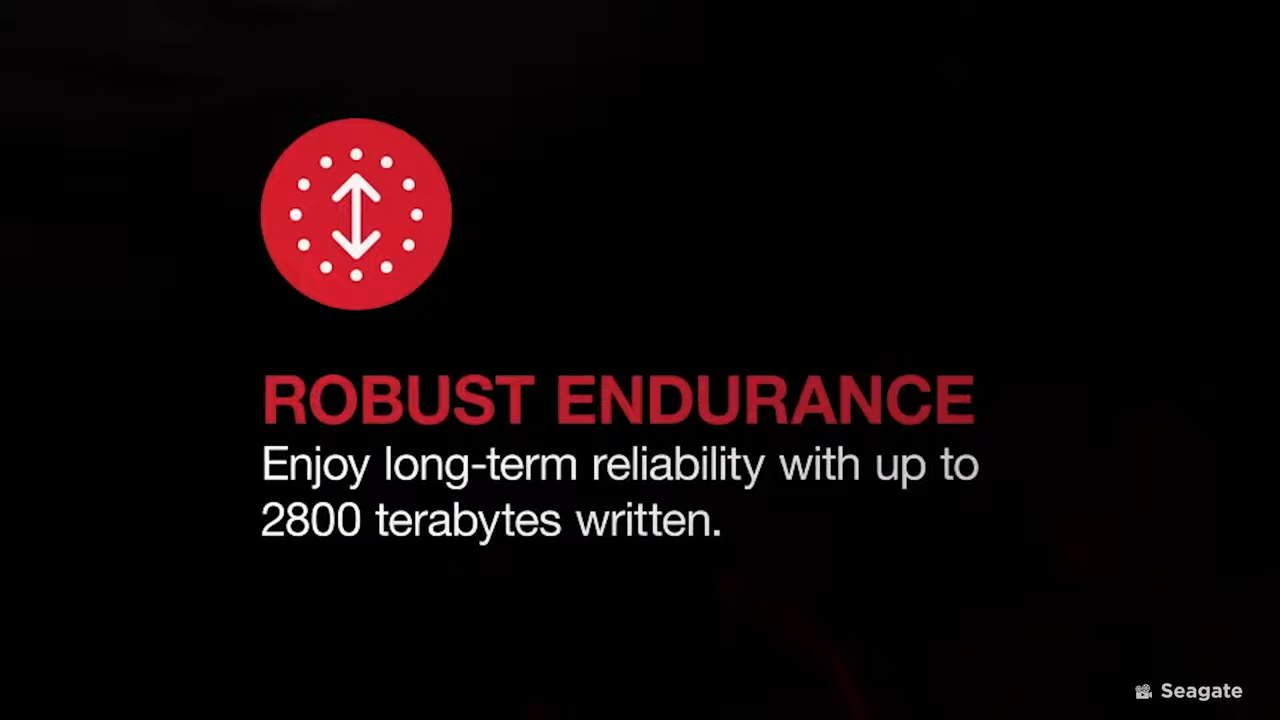 ROBUST ENDURANCE
Enjoy long-term reliability with up to
2800 terabytes written.
Seagate